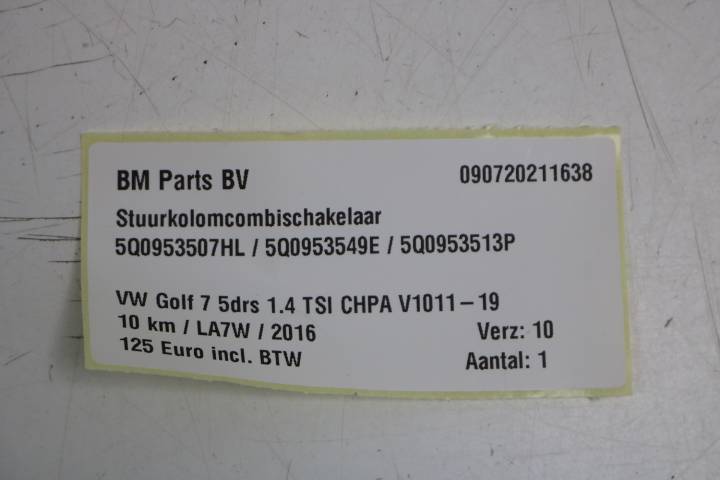 BM Parts BV 090720211638
Stuurkolomcombischakelaar
5Q0953507HL / 5Q0953549E / 5Q0953513P
VW Golf 7 5drs 1.4 TSI CHPA V1011-19
10 km / LA7W / 2016 Verz: 10
125 Euro incl. BTW Aantal: 1